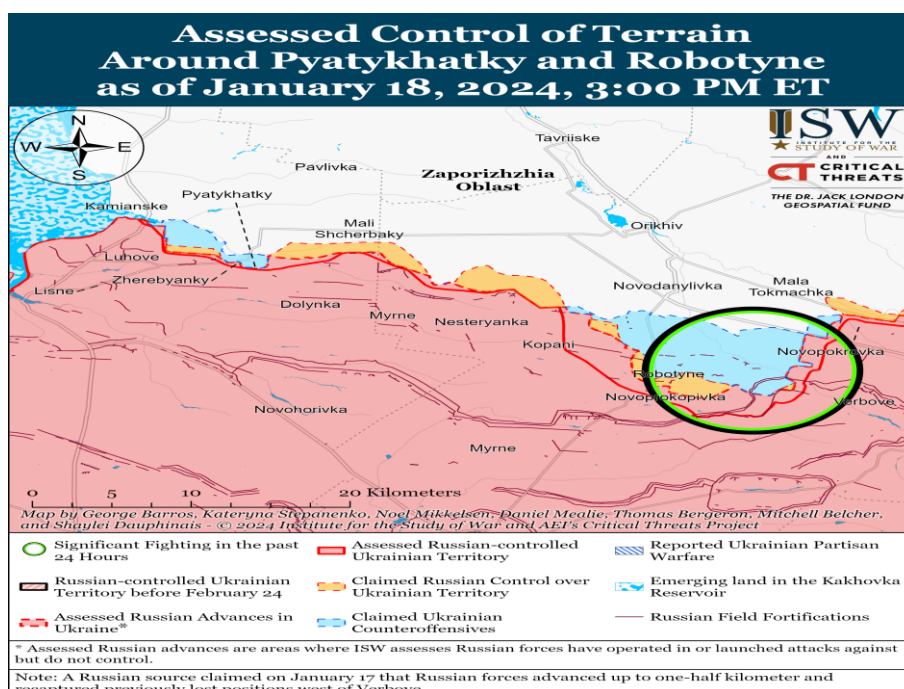 Assessed Control of Terrain
Around Pyatykhatky and Robotyne
as of January 18, 2024, 3:00 PM ET
N
W E
S
ISW
INSTITUTE FOR THE
STUDY OF WAR
AND
CT CRITICAL
THREATS
THE DR. JACK LONDON
GEOSPATIAL FUND
Tavriiske
Pavlivka
Zaporizhzhia
Oblast
Pyatykhatky
Kamianske
Mali
Shcherbaky
Orikhiv
Luhove
Zherebyanky
Lisne
Dolynka
Myrne
Nesteryanka
Novodanylivka
Mala
Tokmachka
Kopani
Novopokrovka
Robotyne
Novoprokopivka
Verbove
Novohorivka
Myrne
0 5 10 20 Kilometers
Map by George Barros, Kateryna Stepanenko, Noel Mikkelsen, Daniel Mealie, Thomas Bergeron, Mitchell Belcher,
and Shaylei Dauphinais - © 2024 Institute for the Study of War and AEI's Critical Threats Project
Significant Fighting in the past
24 Hours
Assessed Russian-controlled
Ukrainian Territory
Reported Ukrainian Partisan
Warfare
Russian-controlled Ukrainian
Territory before February 24
Claimed Russian Control over
Ukrainian Territory
Emerging land in the Kakhovka
Reservoir
Assessed Russian Advances in
Ukraine*
Claimed Ukrainian
Counteroffensives
Russian Field Fortifications
* Assessed Russian advances are areas where ISW assesses Russian forces have operated in or launched attacks against
but do not control.
Note: A Russian source claimed on January 17 that Russian forces advanced up to one-half kilometer and
recaptured previously lost positions west of Verbove